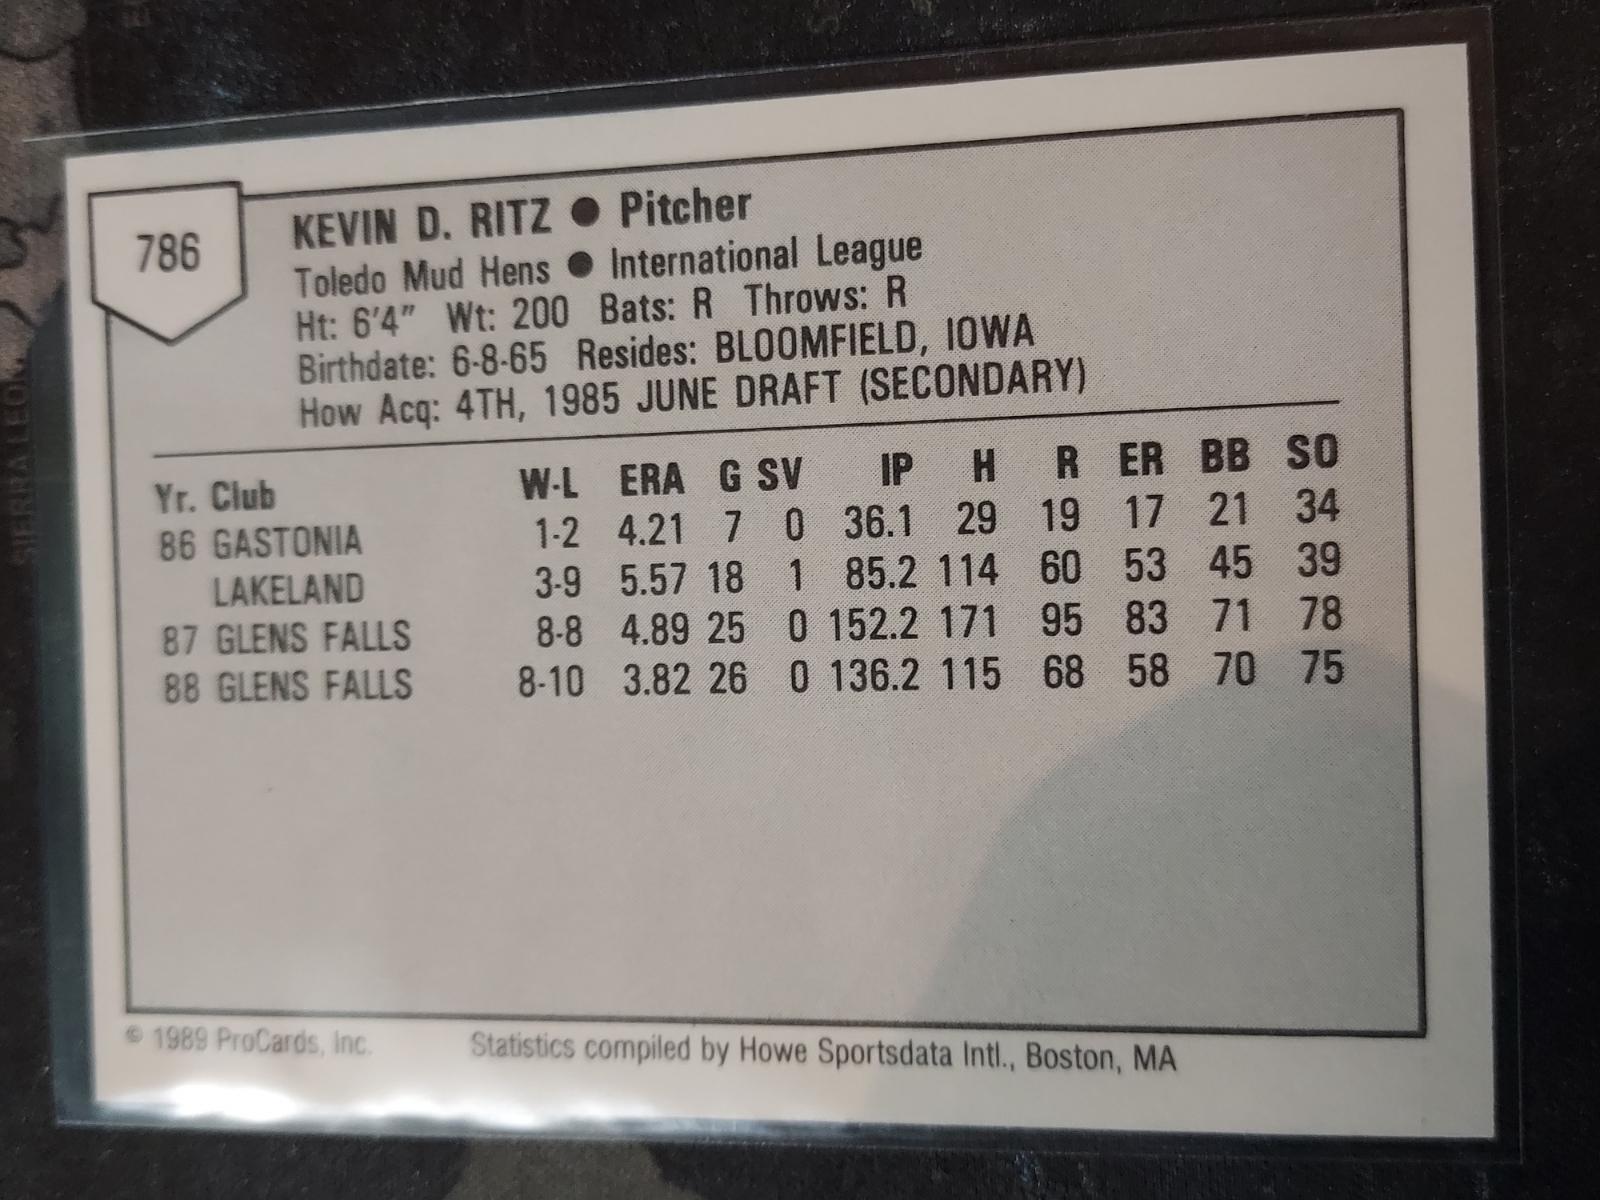 786
KEVIN D. RITZ ● Pitcher
Toledo Mud Hens ● International League
Ht: 6'4" Wt: 200 Bats: R Throws: R
Birthdate: 6-8-65 Resides: BLOOMFIELD, IOWA
How Acq: 4TH, 1985 JUNE DRAFT (SECONDARY)
Yr. Club W-L ERA G SV IP H R ER BB SO
86 GASTONIA 1-2 4.21 7 0 36.1 29 19 17 21 34
LAKELAND 3-9 5.57 18 1 85.2 114 60 53 45 39
87 GLENS FALLS 8-8 4.89 25 0 152.2 171 95 83 71 78
88 GLENS FALLS 8-10 3.82 26 0 136.2 115 68 58 70 75
© 1989 ProCards, Inc. Statistics compiled by Howe Sportsdata Intl., Boston, MA